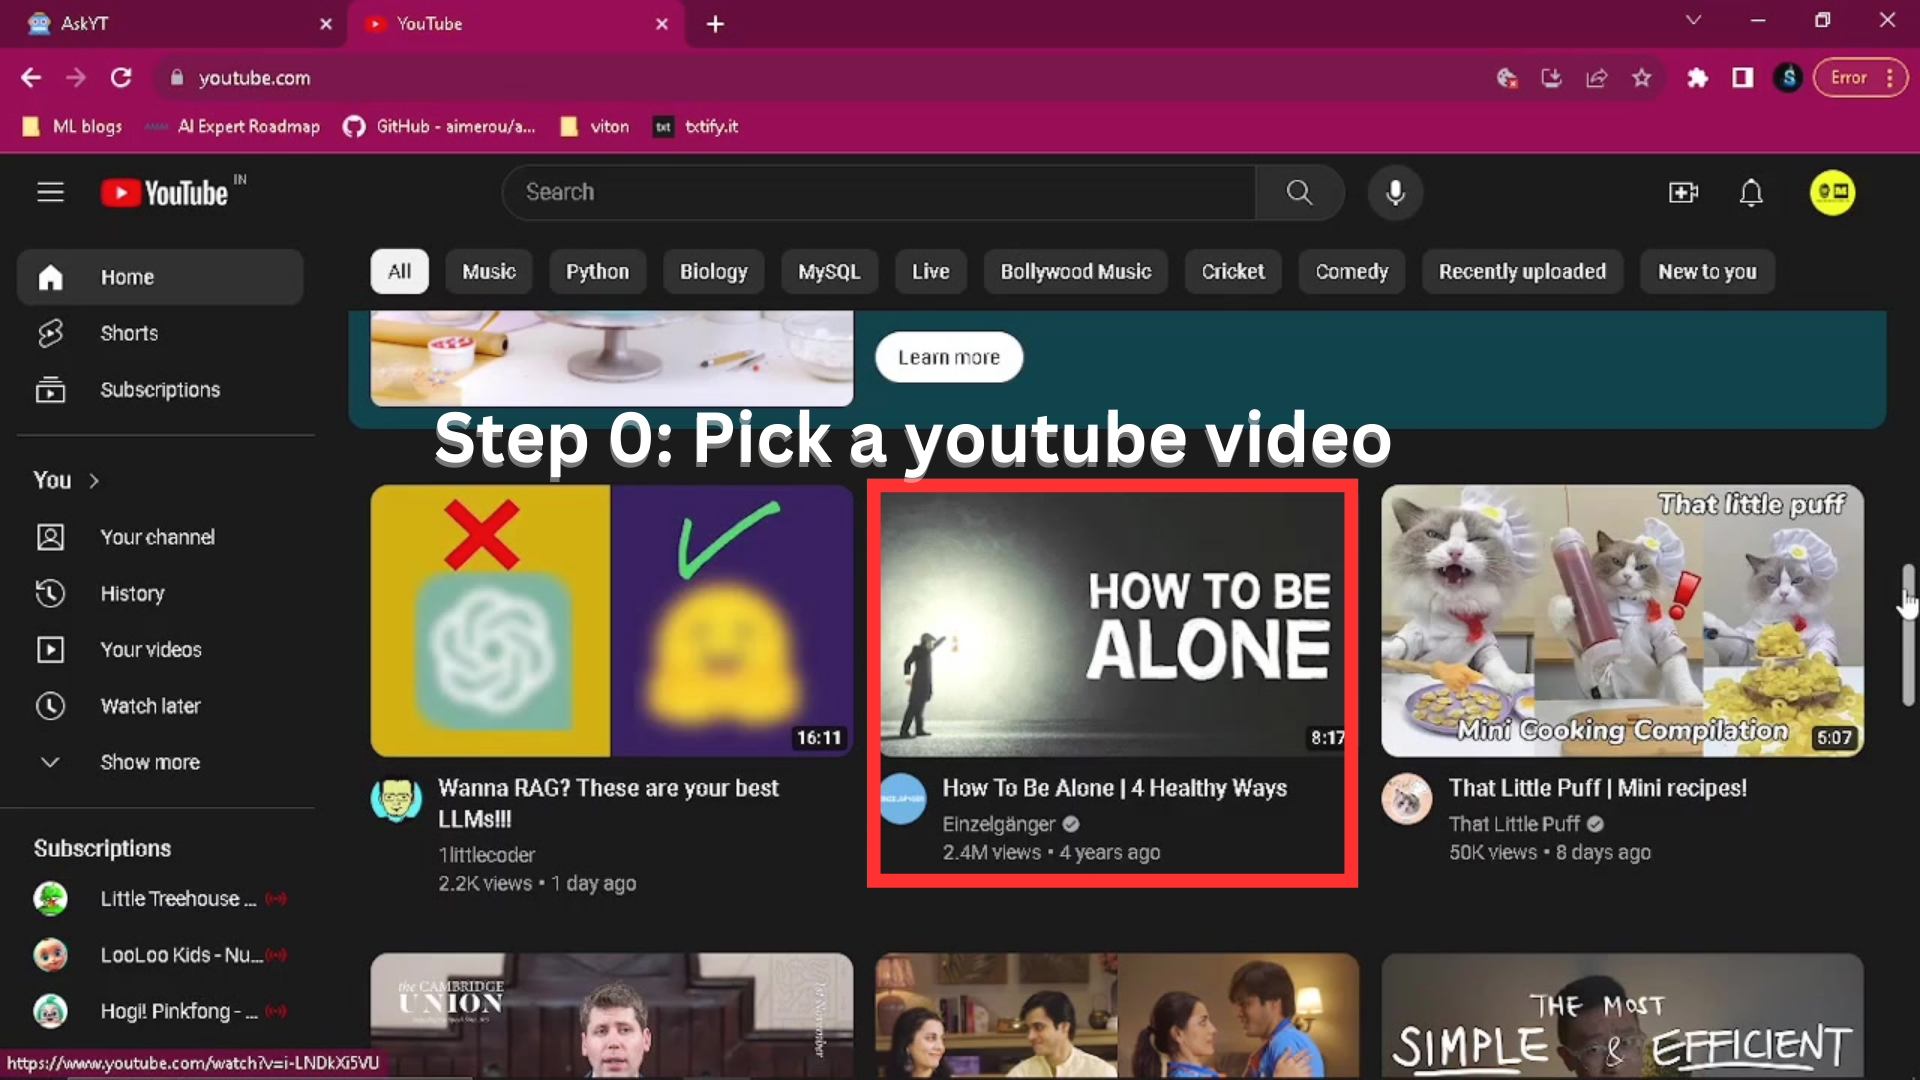 AskYT
YouTube
youtube.com
Error
ML blogs
AI Expert Roadmap
GitHub - aimerou/a...
viton
txt
txtify.it
YouTube IN
Search
Home
Shorts
Subscriptions
All
Music
Python
Biology
MySQL
Live
Bollywood Music
Cricket
Comedy
Recently uploaded
New to you
Learn more
Step 0: Pick a youtube video
You
Your channel
History
Your videos
Watch later
Show more
Subscriptions
Little Treehouse ...
LooLoo Kids - Nu...
Hogi! Pinkfong - ...
16:11
Wanna RAG? These are your best
LLMs!!!
1littlecoder
2.2K views • 1 day ago
HOW TO BE
ALONE
8:17
How To Be Alone | 4 Healthy Ways
Einzelgänger
2.4M views • 4 years ago
That little puff
Mini Cooking Compilation
5:07
That Little Puff | Mini recipes!
That Little Puff
50K views • 8 days ago
the CAMBRIDGE
UNION
1st November
THE MOST
SIMPLE & EFFICIENT
https://www.youtube.com/watch?v=i-LNDkXi5VU